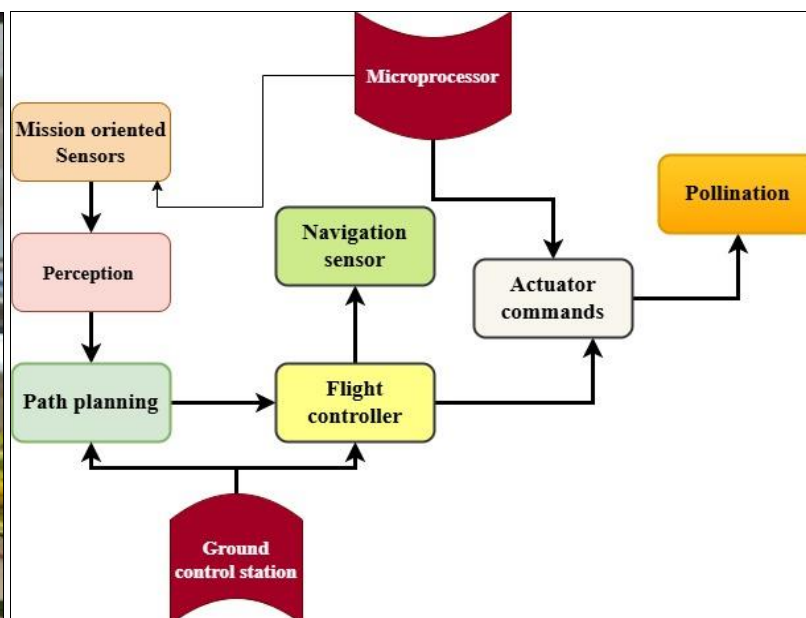 Microprocessor
Mission oriented
Sensors
Pollination
Navigation
sensor
Perception
Actuator
commands
Path planning
Flight
controller
Ground
control station